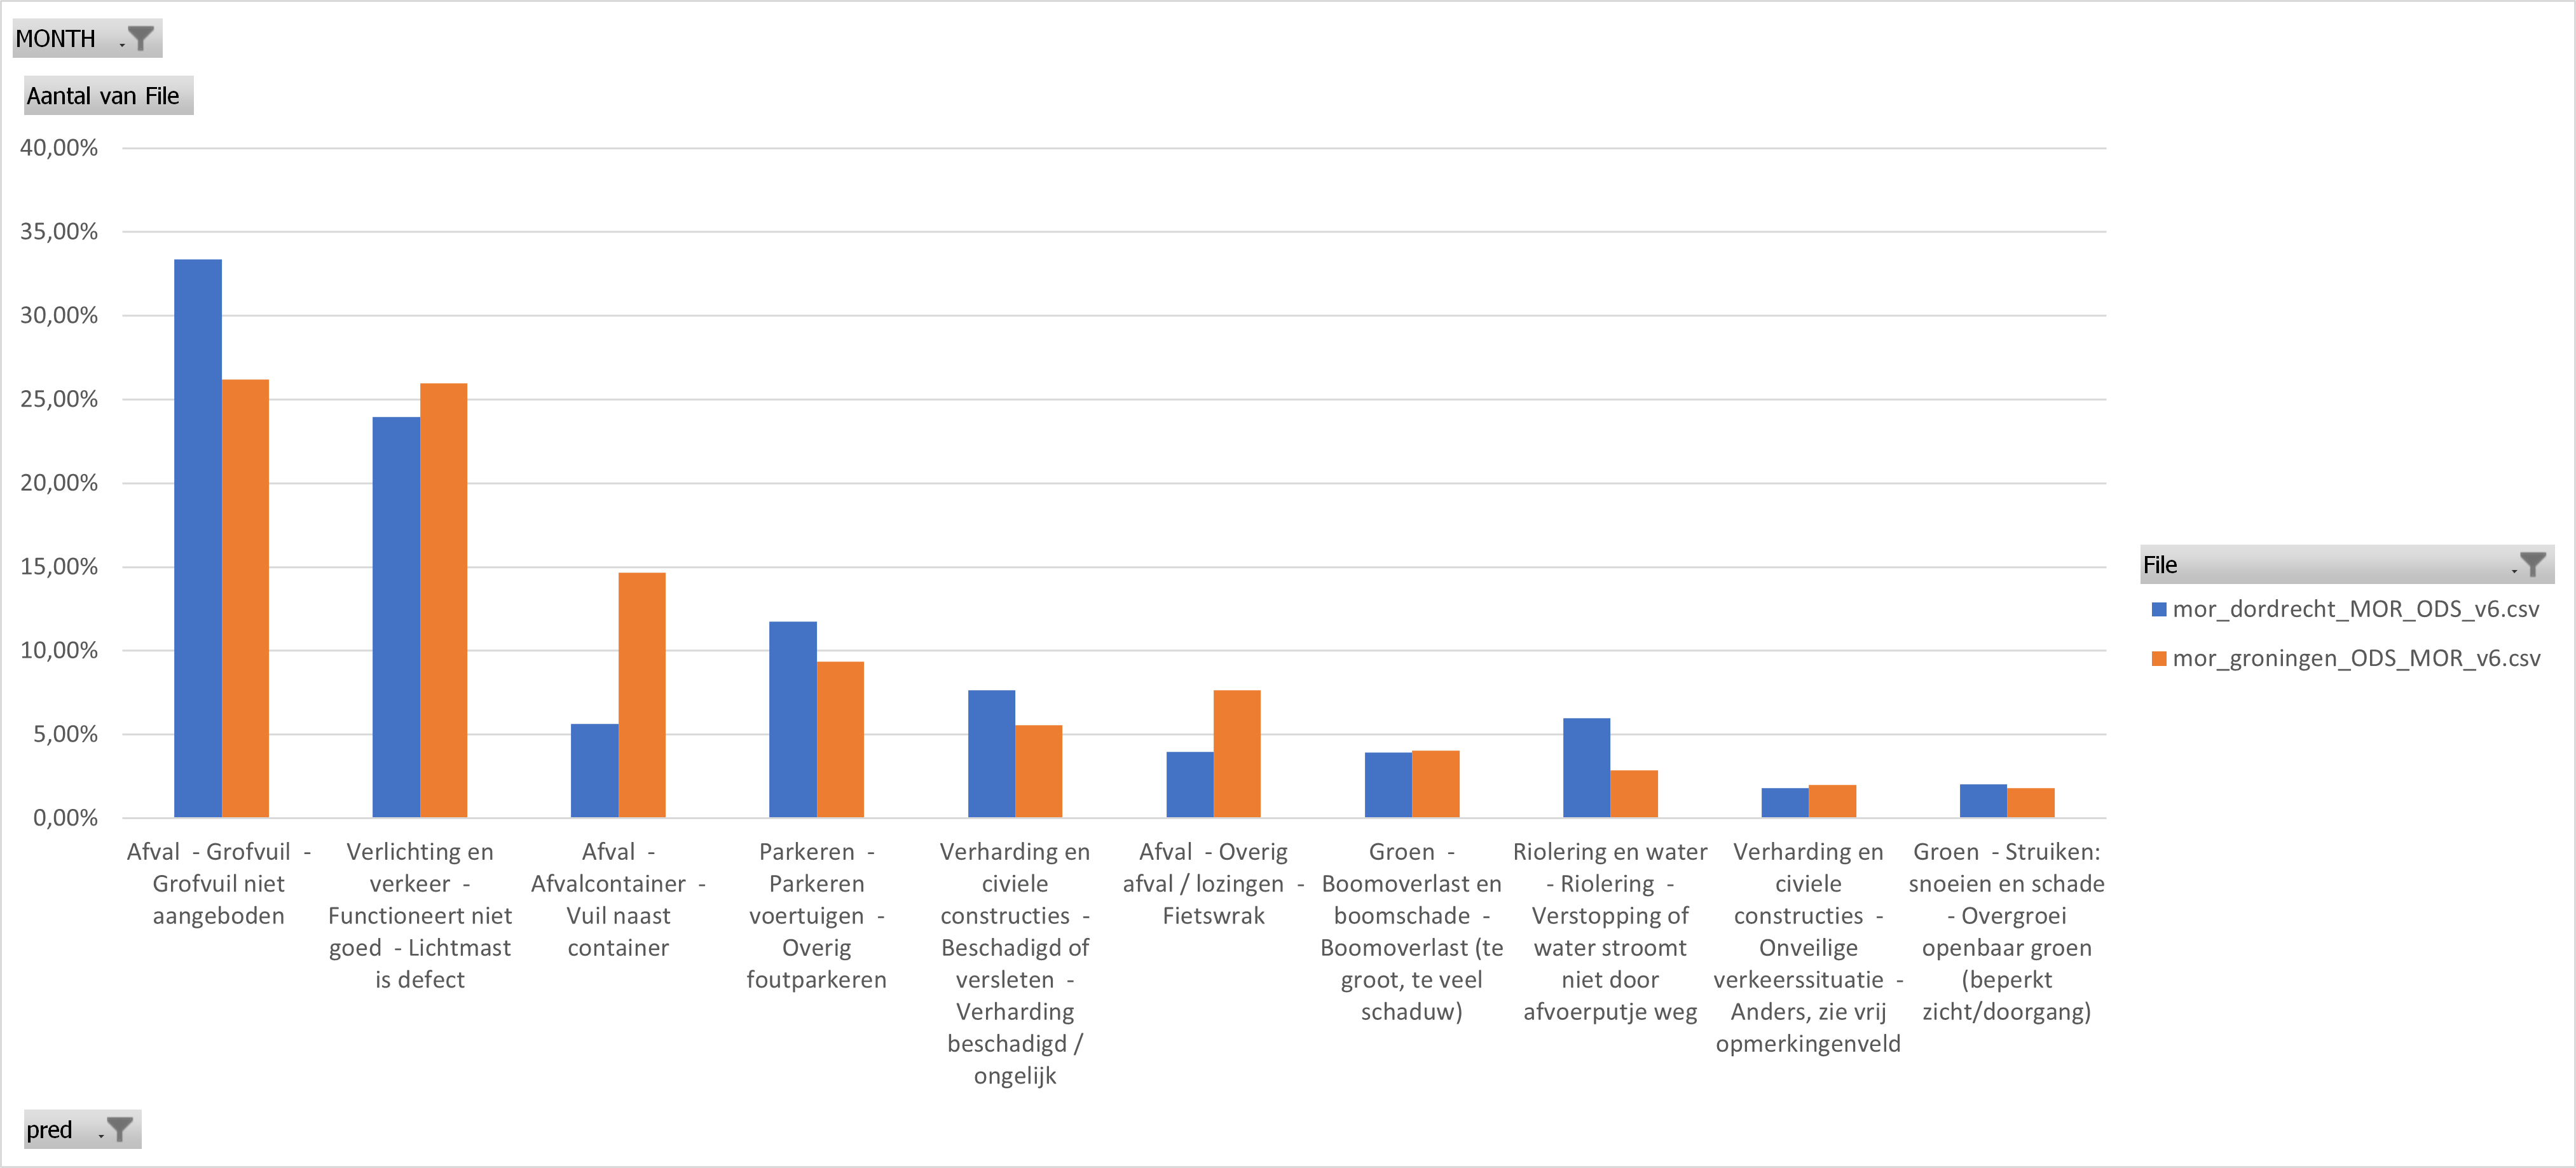 MONTH
Aantal van File
40,00%
35,00%
30,00%
25,00%
20,00%
15,00%
10,00%
5,00%
0,00%
Afval - Grofvuil -
Grofvuil niet
aangeboden
Verlichting en
verkeer -
Functioneert niet
goed - Lichtmast
is defect
Afval -
Afvalcontainer -
Vuil naast
container
Parkeren -
Parkeren
voertuigen -
Overig
foutparkeren
Verharding en
civiele
constructies -
Beschadigd of
versleten -
Verharding
beschadigd /
ongelijk
Afval - Overig
afval / lozingen -
Fietswrak
Groen -
Boomoverlast en
boomschade -
Boomoverlast (te
groot, te veel
schaduw)
Riolering en water
- Riolering -
Verstopping of
water stroomt
niet door
afvoerputje weg
Verharding en
civiele
constructies -
Onveilige
verkeerssituatie -
Anders, zie vrij
opmerkingenveld
Groen - Struiken:
snoeien en schade
- Overgroei
openbaar groen
(beperkt
zicht/doorgang)
File
mor_dordrecht_MOR_ODS_v6.csv
mor_groningen_ODS_MOR_v6.csv
pred